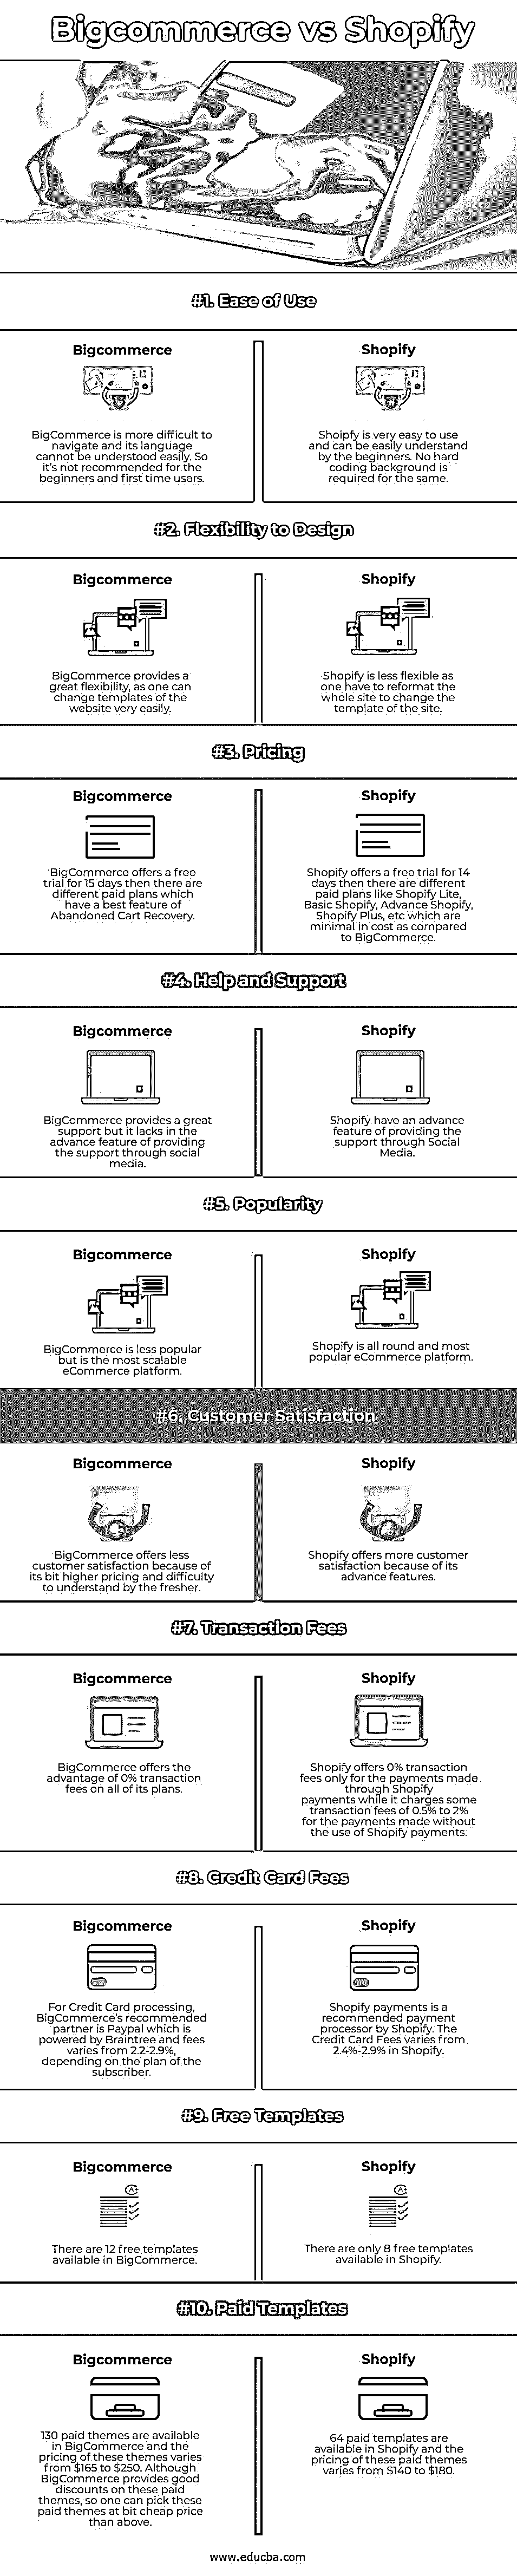 Bigcommerce vs Shopify
#1. Ease of Use
Bigcommerce
BigCommerce is more difficult to
navigate and its language
cannot be understood easily. So
it's not recommended for the
beginners and first time users.
Shopify
Shoipify is very easy to use
and can be easily understand
by the beginners. No hard
coding background is
required for the same.
#2. Flexibility to Design
Bigcommerce
BigCommerce provides a
great flexibility, as one can
change templates of the
website very easily.
Shopify
Shopify is less flexible as
one have to reformat the
whole site to change the
template of the site.
#3. Pricing
Bigcommerce
BigCommerce offers a free
trial for 15 days then there are
different paid plans which
have a best feature of
Abandoned Cart Recovery.
Shopify
Shopify offers a free trial for 14
days then there are different
paid plans like Shopify Lite,
Basic Shopify, Advance Shopify,
Shopify Plus, etc which are
minimal in cost as compared
to BigCommerce.
#4. Help and Support
Bigcommerce
BigCommerce provides a great
support but it lacks in the
advance feature of providing
the support through social
media.
Shopify
Shopify have an advance
feature of providing the
support through Social
Media.
#5. Popularity
Bigcommerce
BigCommerce is less popular
but is the most scalable
eCommerce platform.
Shopify
Shopify is all round and most
popular eCommerce platform.
#6. Customer Satisfaction
Bigcommerce
BigCommerce offers less
customer satisfaction because of
its bit higher pricing and difficulty
to understand by the fresher.
Shopify
Shopify offers more customer
satisfaction because of its
advance features.
#7. Transaction Fees
Bigcommerce
BigCommerce offers the
advantage of 0% transaction
fees on all of its plans.
Shopify
Shopify offers 0% transaction
fees only for the payments made
through Shopify
payments while it charges some
transaction fees of 0.5% to 2%
for the payments made without
the use of Shopify payments.
#8. Credit Card Fees
Bigcommerce
For Credit Card processing,
BigCommerce's recommended
partner is Paypal which is
powered by Braintree and fees
varies from 2.2-2.9%,
depending on the plan of the
subscriber.
Shopify
Shopify payments is a
recommended payment
processor by Shopify. The
Credit Card Fees varies from
2.4%-2.9% in Shopify.
#9. Free Templates
Bigcommerce
There are 12 free templates
available in BigCommerce.
Shopify
There are only 8 free templates
available in Shopify.
#10. Paid Templates
Bigcommerce
130 paid themes are available
in BigCommerce and the
pricing of these themes varies
from $165 to $250. Although
BigCommerce provides good
discounts on these paid
themes, so one can pick these
paid themes at bit cheap price
than above.
Shopify
64 paid templates are
available in Shopify and the
pricing of these paid themes
varies from $140 to $180.
www.educba.com